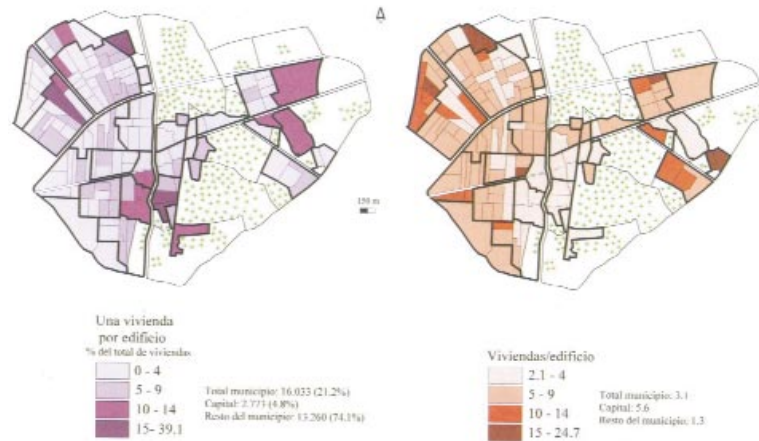 150 m
Una vivienda
por edificio
% del total de viviendas
0 - 4
5 - 9
10 - 14
15- 39.1
Total municipio: 16.033 (21.2%)
Capital: 2.773 (4.8%)
Resto del municipio: 13.260 (74.1%)
Viviendas/edificio
2.1 - 4
5 - 9
10 - 14
15 - 24.7
Total municipio: 3.1
Capital: 5.6
Resto del municipio: 1.3